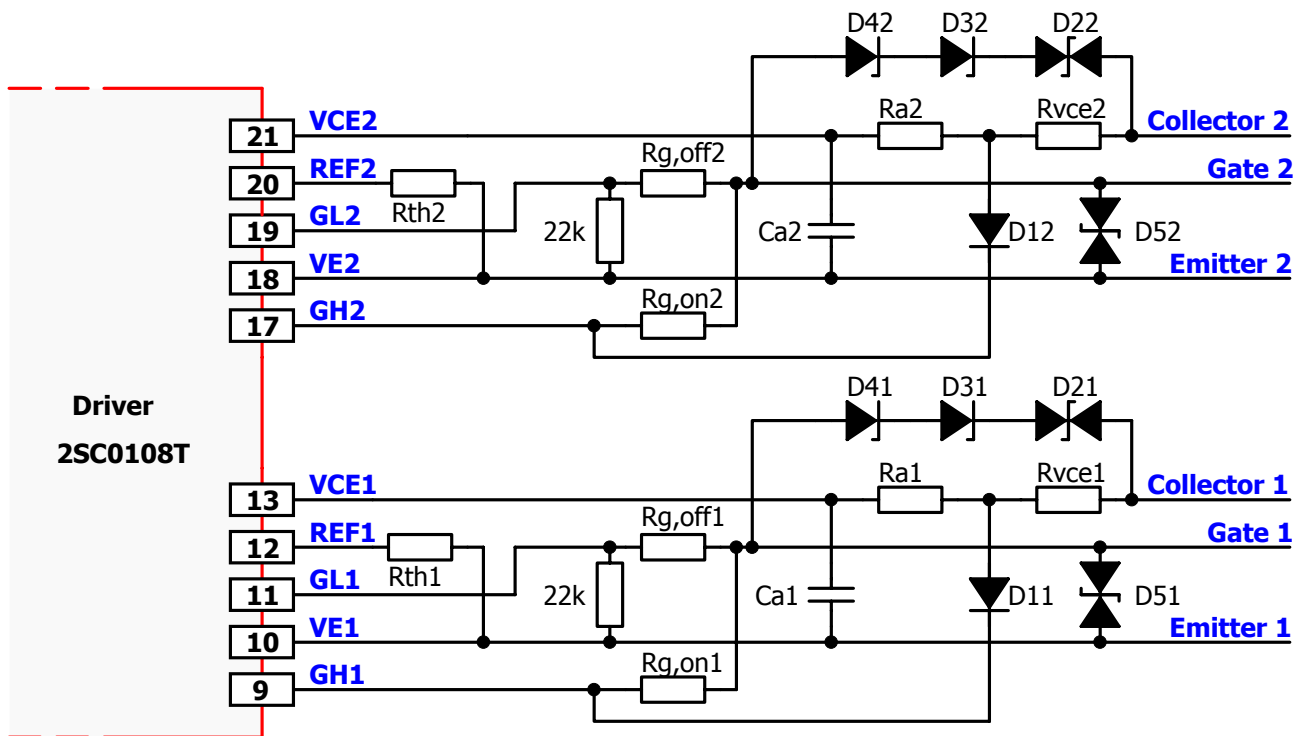 D42 D32 D22
21 VCE2 Ra2 Rvce2 Collector 2
20 REF2 Rg,off2 Gate 2
Rth2
19 GL2 22k Ca2 D12 D52
18 VE2 Emitter 2
17 GH2 Rg,on2
Driver
2SC0108T
D41 D31 D21
13 VCE1 Ra1 Rvce1 Collector 1
12 REF1 Rg,off1 Gate 1
Rth1
11 GL1 22k Ca1 D11 D51
10 VE1 Emitter 1
9 GH1 Rg,on1